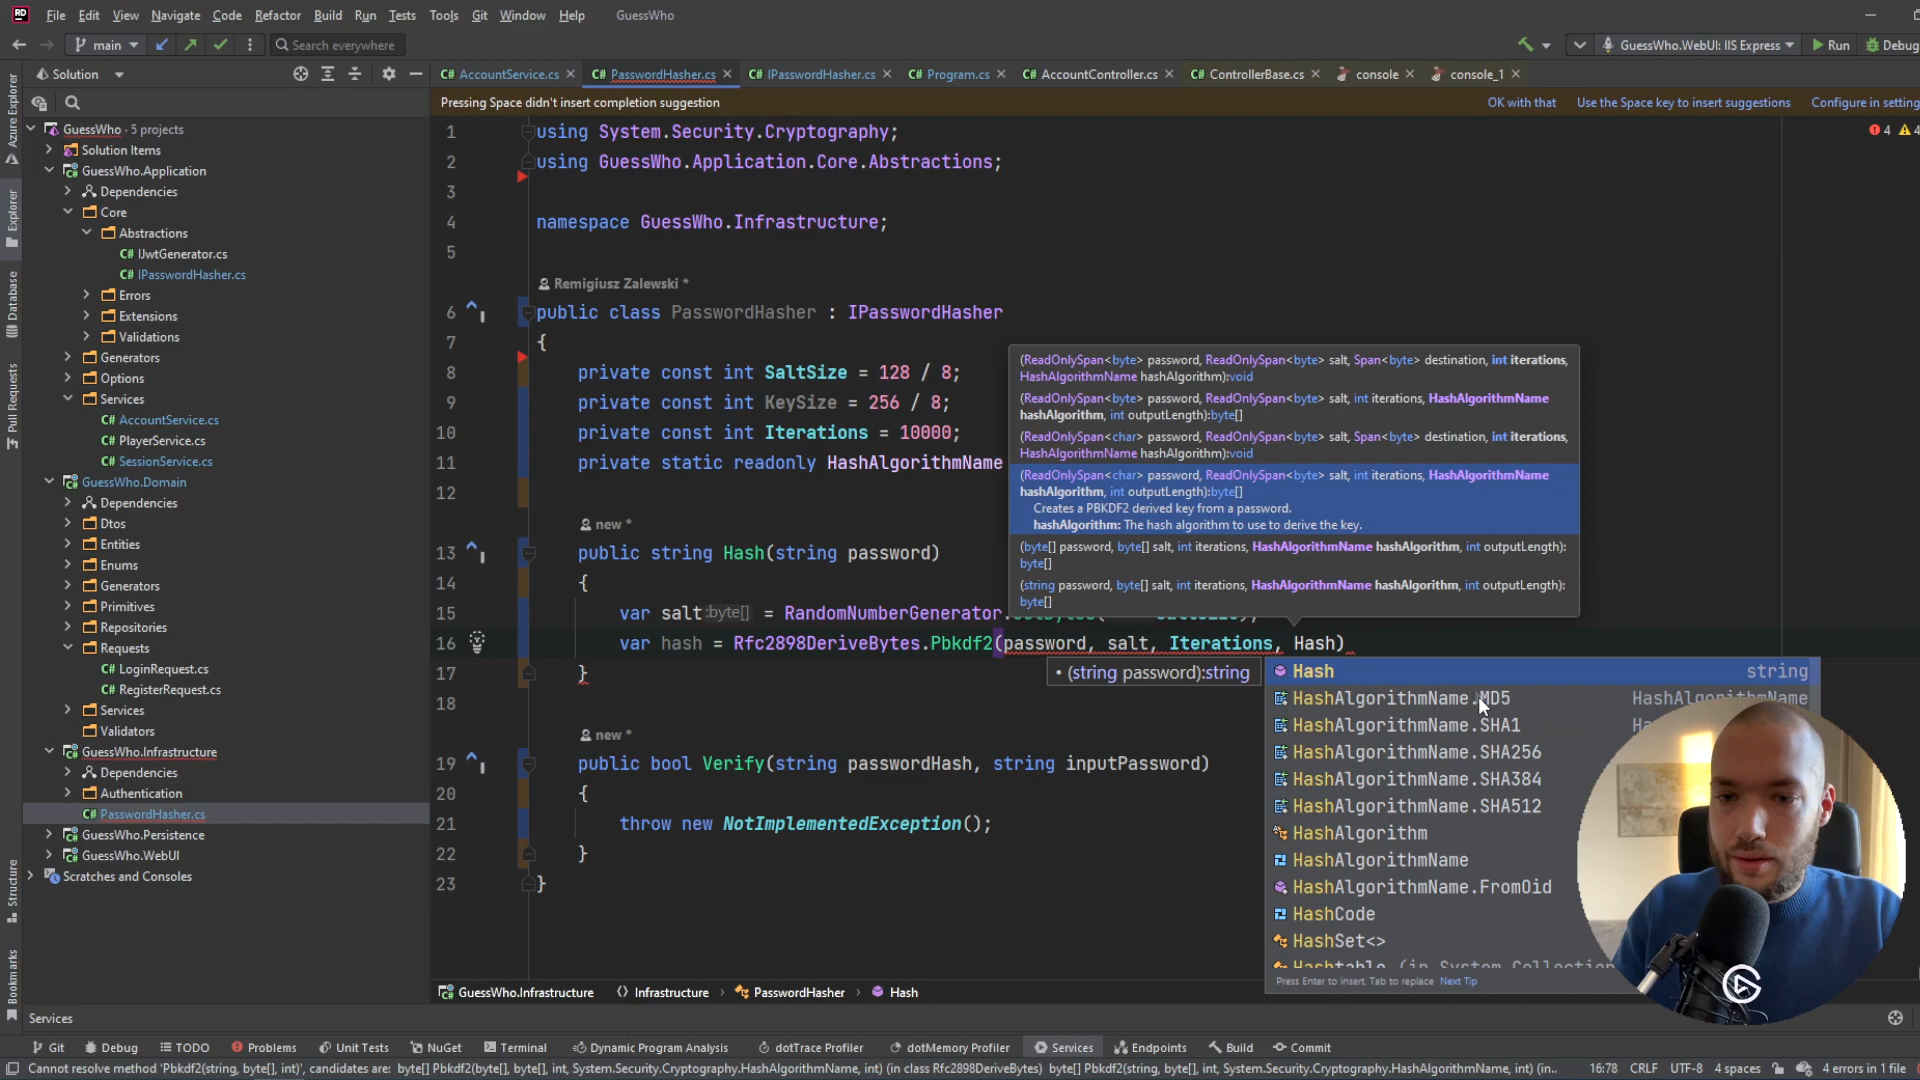 RD File Edit View Navigate Code Refactor Build Run Tests Tools Git Window Help GuessWho
main Search everywhere GuessWho.WebUI: IIS Express Run Debug
Solution
C# AccountService.cs C# PasswordHasher.cs C# IPasswordHasher.cs C# Program.cs C# AccountController.cs C# ControllerBase.cs console console_1
Pressing Space didn't insert completion suggestion OK with that Use the Space key to insert suggestions Configure in setting
4 4
Azure Explorer
Explorer
Database
Pull Requests
Structure
Bookmarks
GuessWho · 5 projects
Solution Items
GuessWho.Application
Dependencies
Core
Abstractions
C# IJwtGenerator.cs
C# IPasswordHasher.cs
Errors
Extensions
Validations
Generators
Options
Services
C# AccountService.cs
C# PlayerService.cs
C# SessionService.cs
GuessWho.Domain
Dependencies
Dtos
Entities
Enums
Generators
Primitives
Repositories
Requests
C# LoginRequest.cs
C# RegisterRequest.cs
Services
Validators
GuessWho.Infrastructure
Dependencies
Authentication
C# PasswordHasher.cs
GuessWho.Persistence
GuessWho.WebUI
Scratches and Consoles
1 using System.Security.Cryptography;
2 using GuessWho.Application.Core.Abstractions;
3
4 namespace GuessWho.Infrastructure;
5
Remigiusz Zalewski *
6 public class PasswordHasher : IPasswordHasher
7 {
8 private const int SaltSize = 128 / 8;
9 private const int KeySize = 256 / 8;
10 private const int Iterations = 10000;
11 private static readonly HashAlgorithmName
12
new *
13 public string Hash(string password)
14 {
15 var salt :byte[] = RandomNumberGenerator.
16 var hash = Rfc2898DeriveBytes.Pbkdf2(password, salt, Iterations, Hash)
17 }
18
new *
19 public bool Verify(string passwordHash, string inputPassword)
20 {
21 throw new NotImplementedException();
22 }
23 }
(ReadOnlySpan<byte> password, ReadOnlySpan<byte> salt, Span<byte> destination, int iterations,
HashAlgorithmName hashAlgorithm):void
(ReadOnlySpan<byte> password, ReadOnlySpan<byte> salt, int iterations, HashAlgorithmName
hashAlgorithm, int outputLength):byte[]
(ReadOnlySpan<char> password, ReadOnlySpan<byte> salt, Span<byte> destination, int iterations,
HashAlgorithmName hashAlgorithm):void
(ReadOnlySpan<char> password, ReadOnlySpan<byte> salt, int iterations, HashAlgorithmName
hashAlgorithm, int outputLength):byte[]
Creates a PBKDF2 derived key from a password.
hashAlgorithm: The hash algorithm to use to derive the key.
(byte[] password, byte[] salt, int iterations, HashAlgorithmName hashAlgorithm, int outputLength):
byte[]
(string password, byte[] salt, int iterations, HashAlgorithmName hashAlgorithm, int outputLength):
byte[]
• (string password):string
Hash string
HashAlgorithmName.MD5 HashAlgorithmName
HashAlgorithmName.SHA1
HashAlgorithmName.SHA256
HashAlgorithmName.SHA384
HashAlgorithmName.SHA512
HashAlgorithm
HashAlgorithmName
HashAlgorithmName.FromOid
HashCode
HashSet<>
Hashtable (in System.Collection
Press Enter to insert, Tab to replace Next Tip
GuessWho.Infrastructure Infrastructure PasswordHasher Hash
Services
Git Debug TODO Problems Unit Tests NuGet Terminal Dynamic Program Analysis dotTrace Profiler dotMemory Profiler Services Endpoints Build Commit
Cannot resolve method 'Pbkdf2(string, byte[], int)', candidates are: byte[] Pbkdf2(byte[], byte[], int, System.Security.Cryptography.HashAlgorithmName, int) (in class Rfc2898DeriveBytes) byte[] Pbkdf2(string, byte[], int, System.Security.Cryptography.HashAlgorithmName, int) (in.. 16:78 CRLF UTF-8 4 spaces 4 errors in 1 file